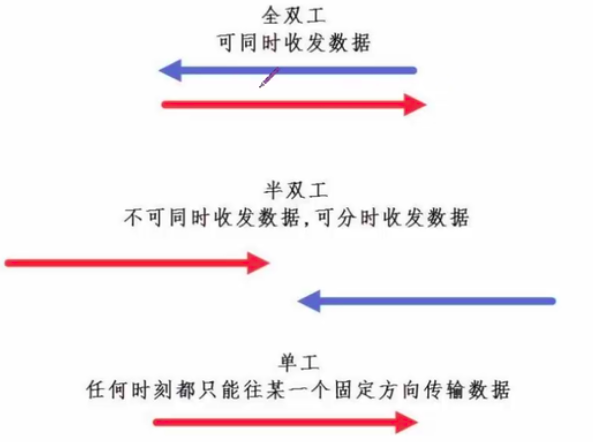 全双工
可同时收发数据
半双工
不可同时收发数据,可分时收发数据
单工
任何时刻都只能往某一个固定方向传输数据